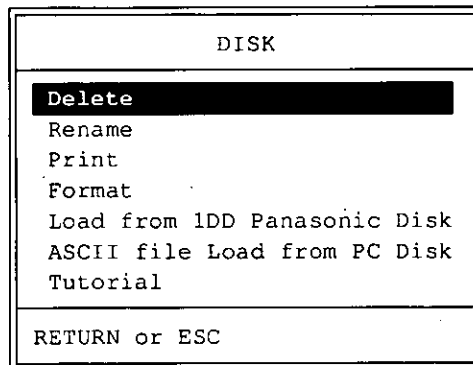 DISK
Delete
Rename
Print
Format
Load from 1DD Panasonic Disk
ASCII file Load from PC Disk
Tutorial
RETURN or ESC